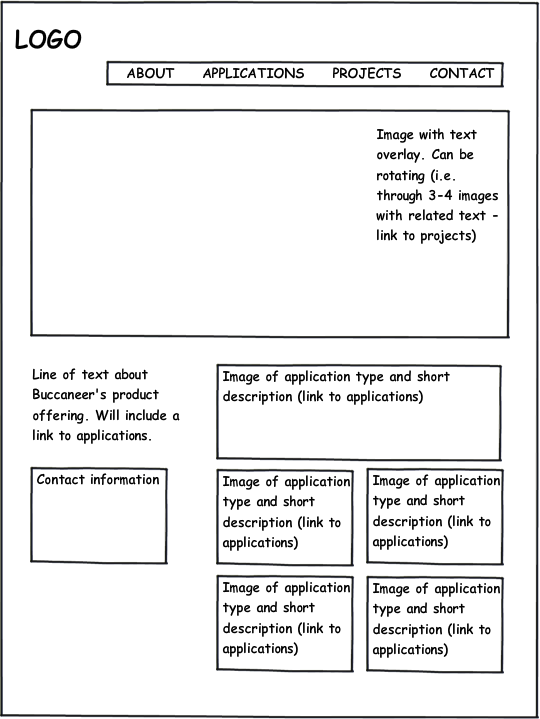 LOGO
ABOUT APPLICATIONS PROJECTS CONTACT
Image with text
overlay. Can be
rotating (i.e.
through 3-4 images
with related text -
link to projects)
Line of text about
Buccaneer's product
offering. Will include a
link to applications.
Contact information
Image of application type and short
description (link to applications)
Image of application
type and short
description (link to
applications)
Image of application
type and short
description (link to
applications)
Image of application
type and short
description (link to
applications)
Image of application
type and short
description (link to
applications)